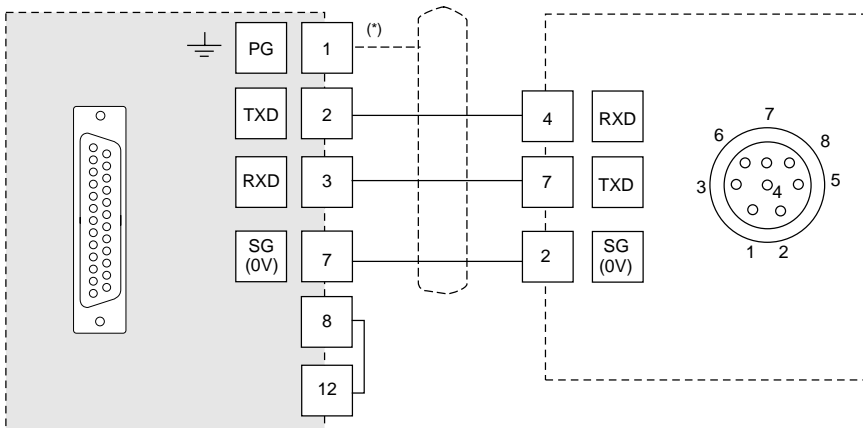 PG 1 (*)
TXD 2 4 RXD
RXD 3 7 TXD
SG
(0V) 7 2 SG
(0V)
8
12
7
6 8
3 4 5
1 2